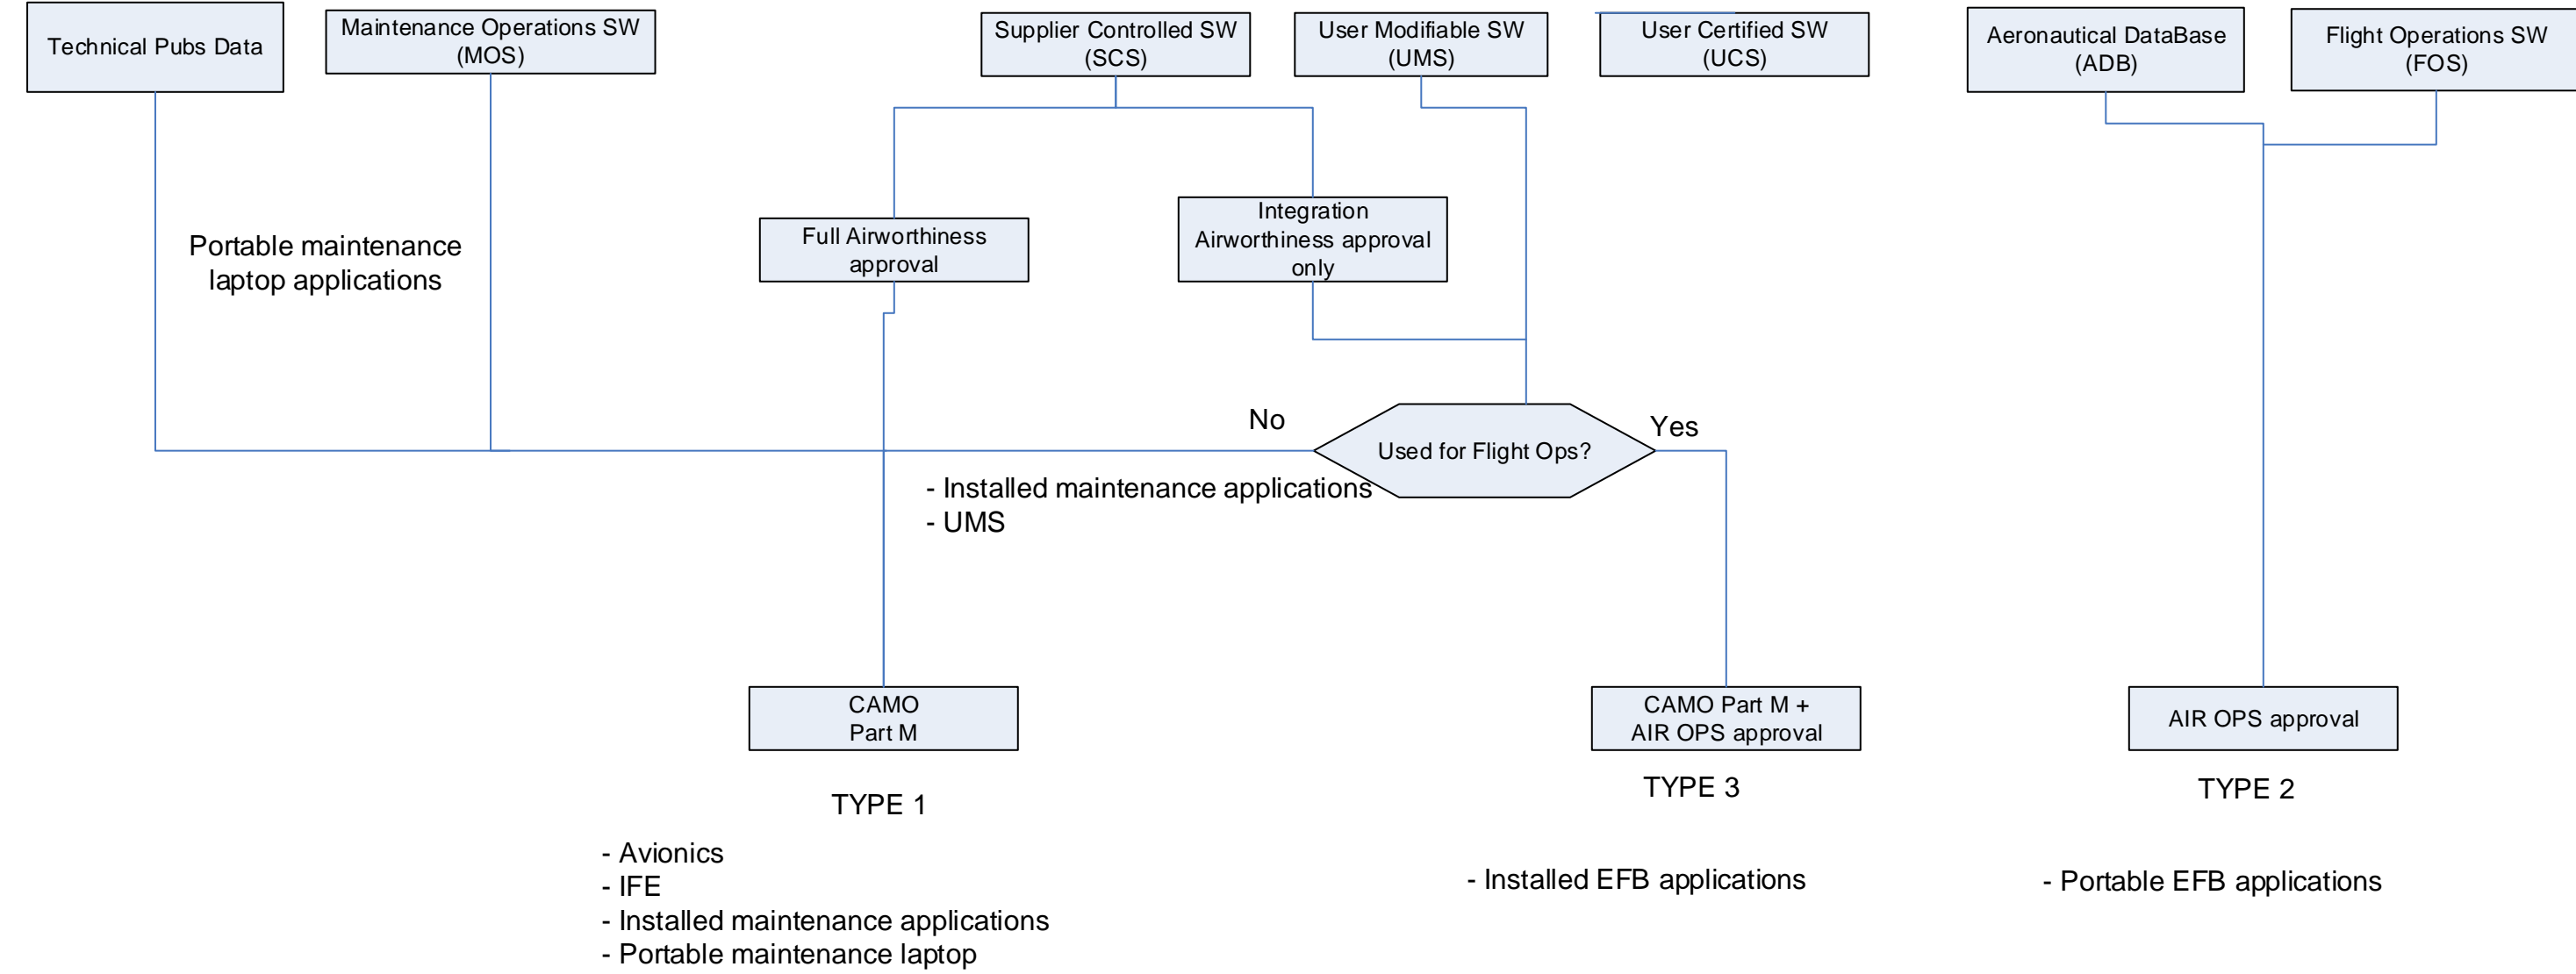 Technical Pubs Data
Maintenance Operations SW
(MOS)
Supplier Controlled SW
(SCS)
User Modifiable SW
(UMS)
User Certified SW
(UCS)
Aeronautical DataBase
(ADB)
Flight Operations SW
(FOS)
Portable maintenance
laptop applications
Full Airworthiness
approval
Integration
Airworthiness approval
only
No
Used for Flight Ops?
Yes
- Installed maintenance applications
- UMS
CAMO
Part M
CAMO Part M +
AIR OPS approval
AIR OPS approval
TYPE 1
TYPE 3
TYPE 2
- Avionics
- IFE
- Installed maintenance applications
- Portable maintenance laptop
- Installed EFB applications
- Portable EFB applications